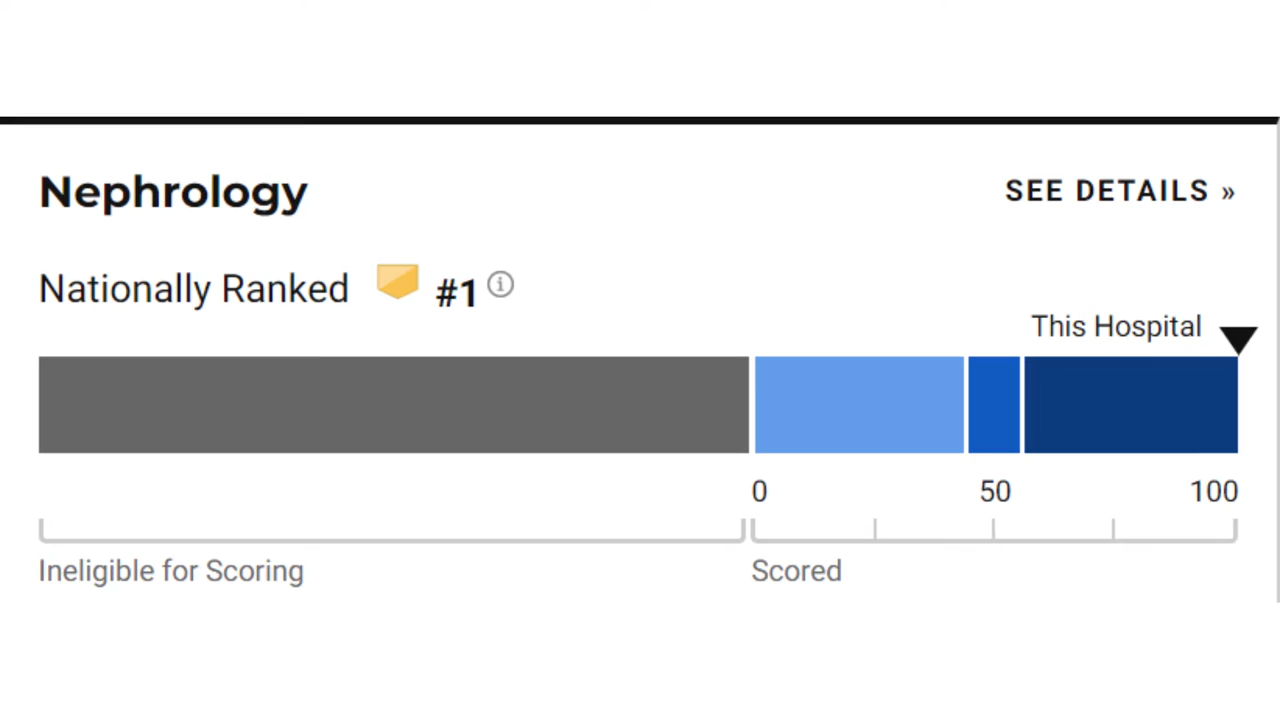 Nephrology
SEE DETAILS »
Nationally Ranked #1
This Hospital
0 50 100
Ineligible for Scoring
Scored